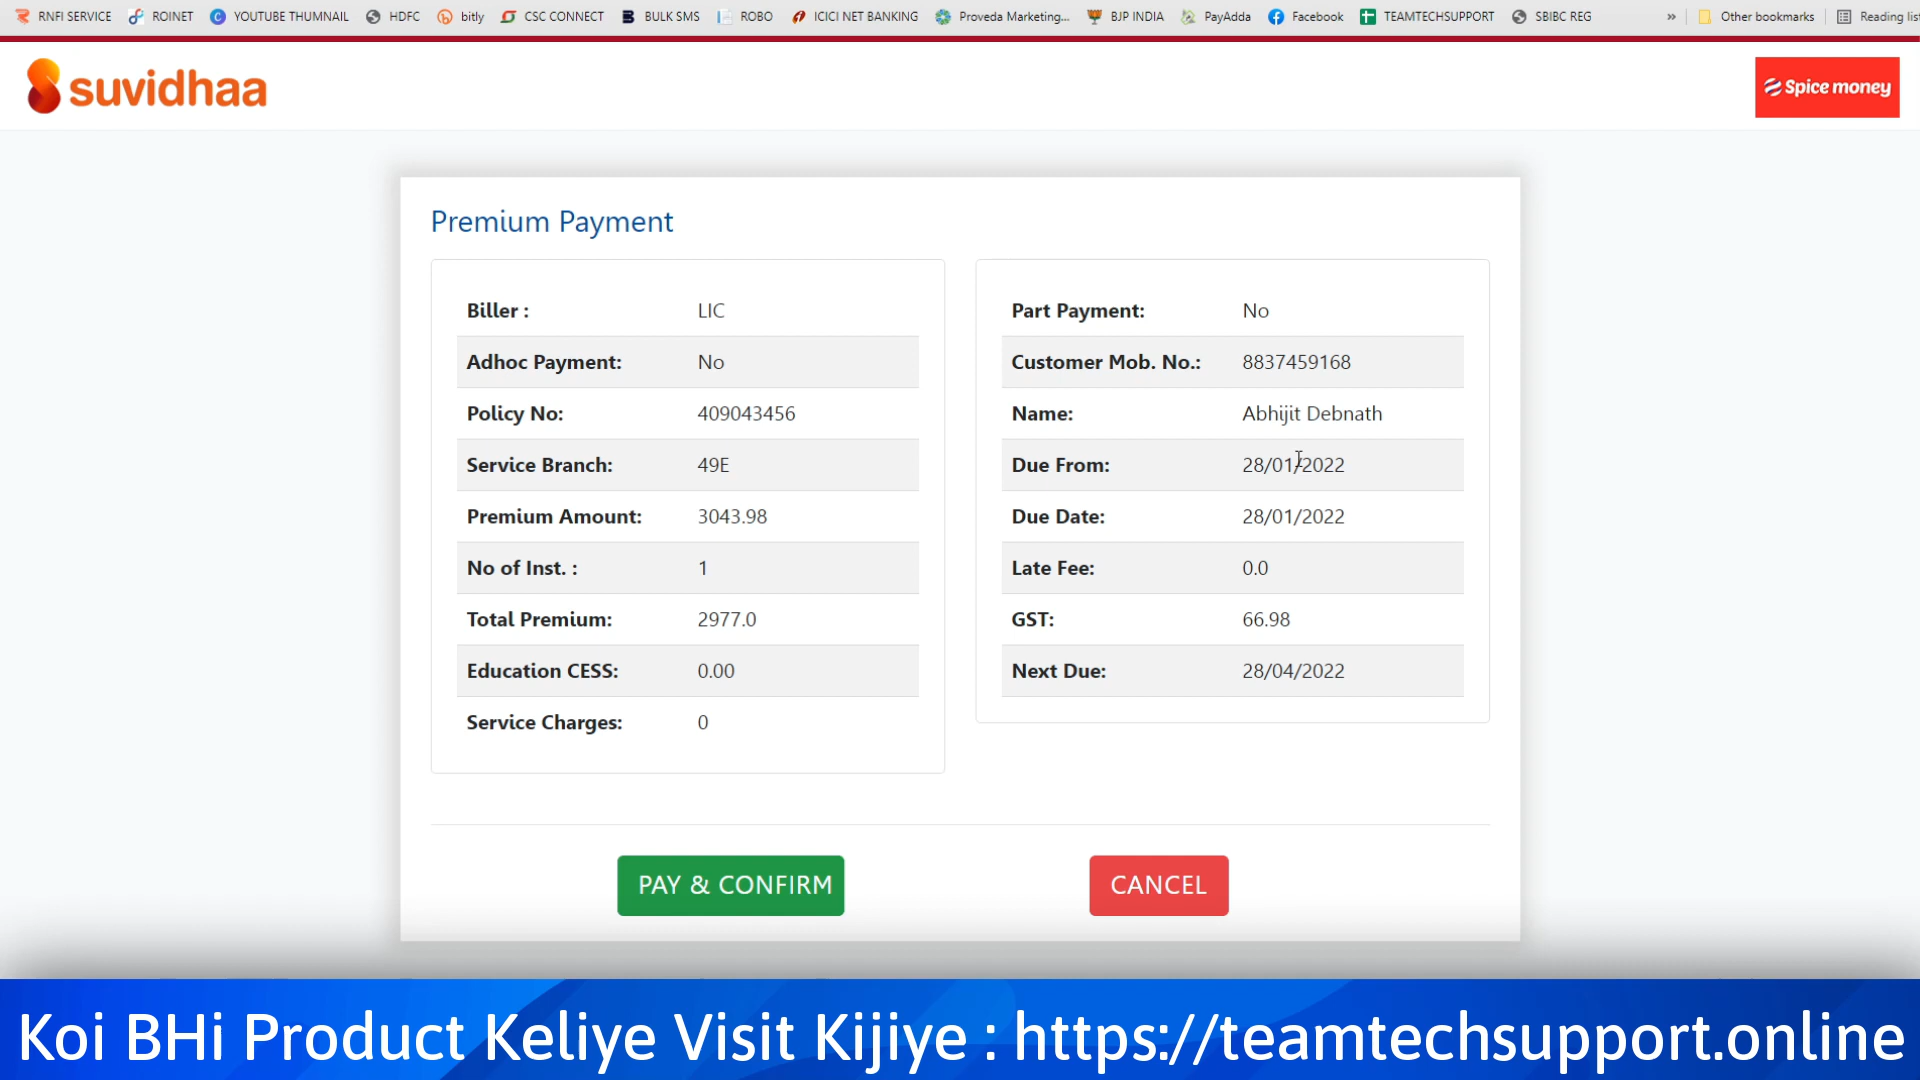 RNFI SERVICE ROINET YOUTUBE THUMNAIL HDFC bitly CSC CONNECT BULK SMS ROBO ICICI NET BANKING Proveda Marketing... BJP INDIA PayAdda Facebook TEAMTECHSUPPORT SBIBC REG » Other bookmarks Reading list
suvidhaa
Spice money
Premium Payment
Biller : LIC
Adhoc Payment: No
Policy No: 409043456
Service Branch: 49E
Premium Amount: 3043.98
No of Inst. : 1
Total Premium: 2977.0
Education CESS: 0.00
Service Charges: 0
Part Payment: No
Customer Mob. No.: 8837459168
Name: Abhijit Debnath
Due From: 28/01/2022
Due Date: 28/01/2022
Late Fee: 0.0
GST: 66.98
Next Due: 28/04/2022
PAY & CONFIRM CANCEL
Koi BHi Product Keliye Visit Kijiye : https://teamtechsupport.online